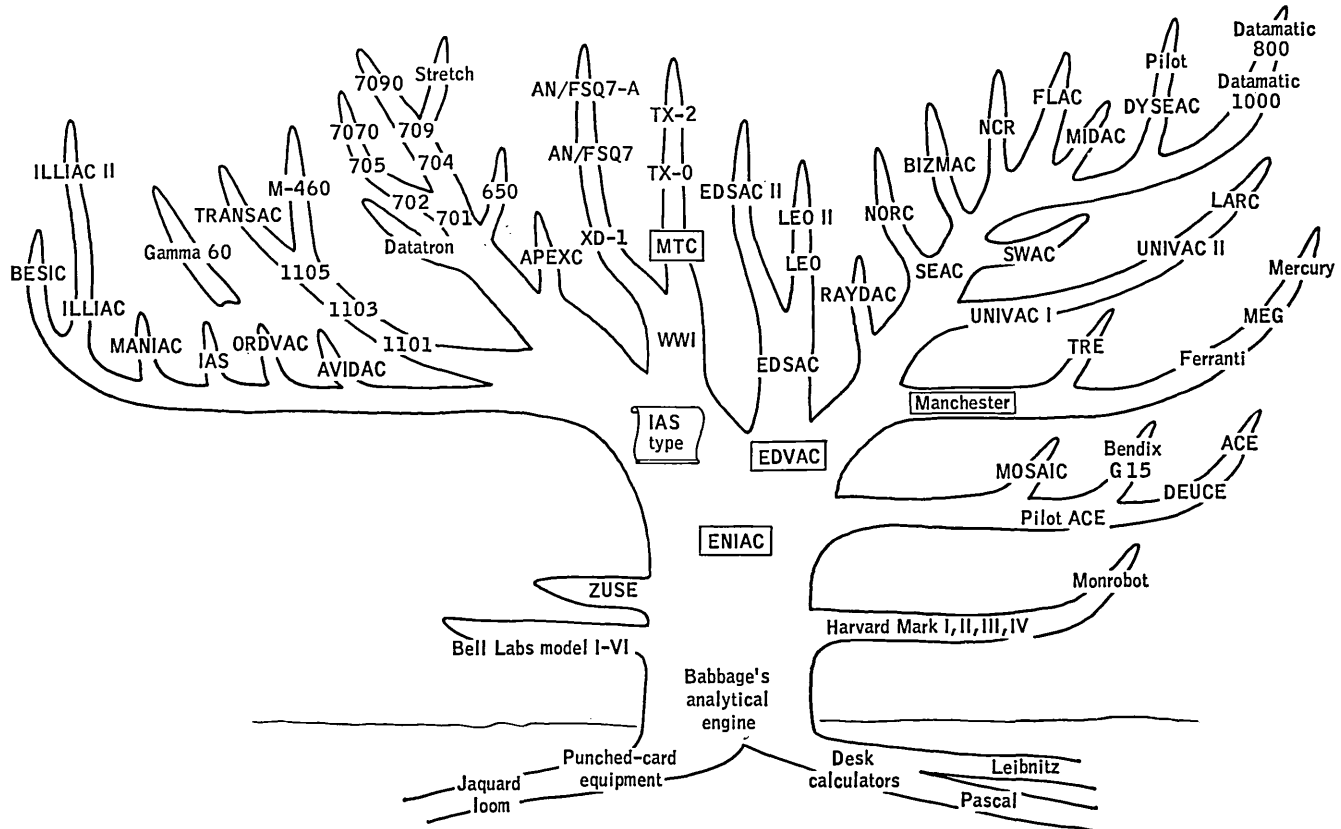 Datamatic
800
Stretch
7090
Pilot
AN/FSQ7-A
Datamatic
1000
FLAC
DYSEAC
TX-2
NCR
7070
709
MIDAC
AN/FSQ7
BIZMAC
705
704
ILLIAC II
TX-0
M-460
650
EDSAC II
702
LARC
TRANSAC
701
LEO II
NORC
Datatron
XD-1
MTC
UNIVAC II
Gamma 60
APEXC
SWAC
LEO
SEAC
Mercury
BESIC
1105
RAYDAC
ILLIAC
1103
UNIVAC I
MEG
MANIAC
IAS
ORDVAC
1101
WWI
TRE
AVIDAC
EDSAC
Ferranti
Manchester
IAS
type
EDVAC
Bendix
G 15
ACE
MOSAIC
DEUCE
Pilot ACE
ENIAC
ZUSE
Monrobot
Harvard Mark I, II, III, IV
Bell Labs model I-VI
Babbage's
analytical
engine
Punched-card
equipment
Desk
calculators
Leibnitz
Jaquard
loom
Pascal